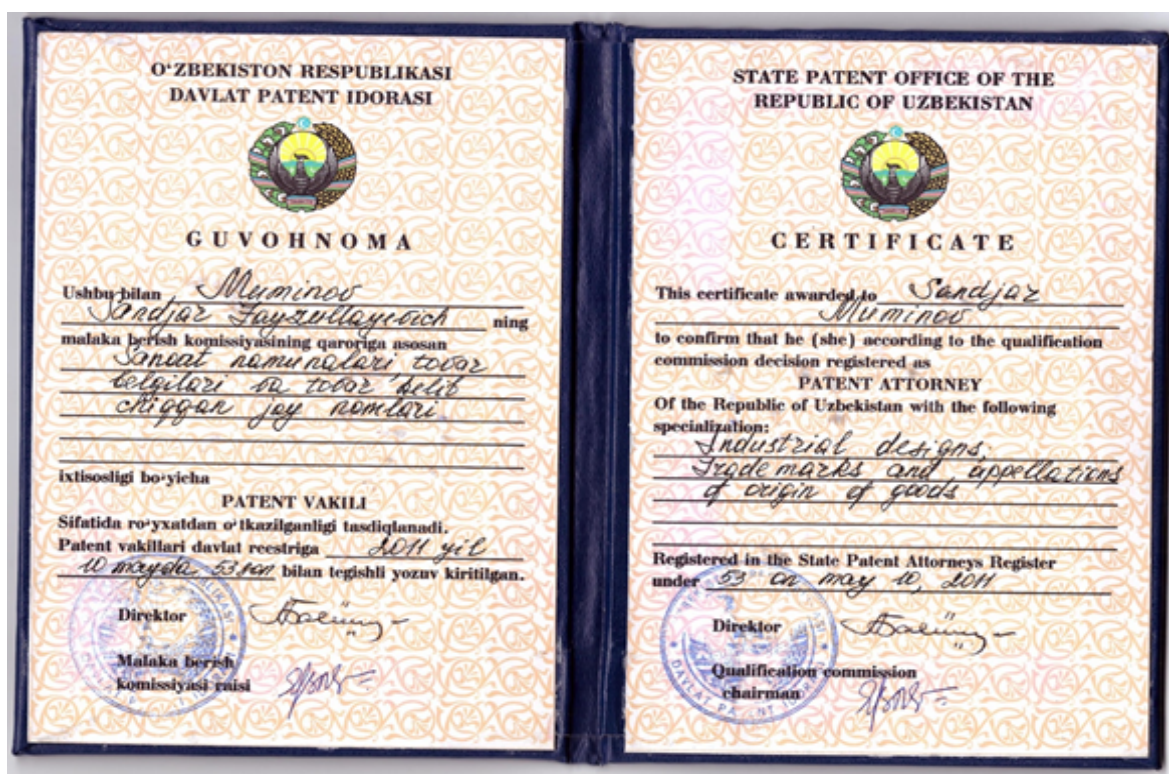 O'ZBEKISTON RESPUBLIKASI
DAVLAT PATENT IDORASI
GUVOHNOMA
Ushbu bilan Muminov
Sandjar Fayzullayevich ning
malaka berish komissiyasining qaroriga asosan
Sanoat namunalari, tovar
belgilari va tovar kelib
chiqqan joy nomlari
ixtisosligi bo'yicha
PATENT VAKILI
Sifatida ro'yxatdan o'tkazilganligi tasdiqlanadi.
Patent vakillari davlat reestriga 2011 yil
10 mayda, 53 son bilan tegishli yozuv kiritilgan.
Direktor
Malaka berish
komissiyasi raisi
STATE PATENT OFFICE OF THE
REPUBLIC OF UZBEKISTAN
CERTIFICATE
This certificate awarded to Sandjar
Muminov
to confirm that he (she) according to the qualification
commission decision registered as
PATENT ATTORNEY
Of the Republic of Uzbekistan with the following
specialization:
Industrial designs,
Trade marks and appellations
of origin of goods
Registered in the State Patent Attorneys Register
under 53 on may 10, 2011
Direktor
Qualification commission
chairman